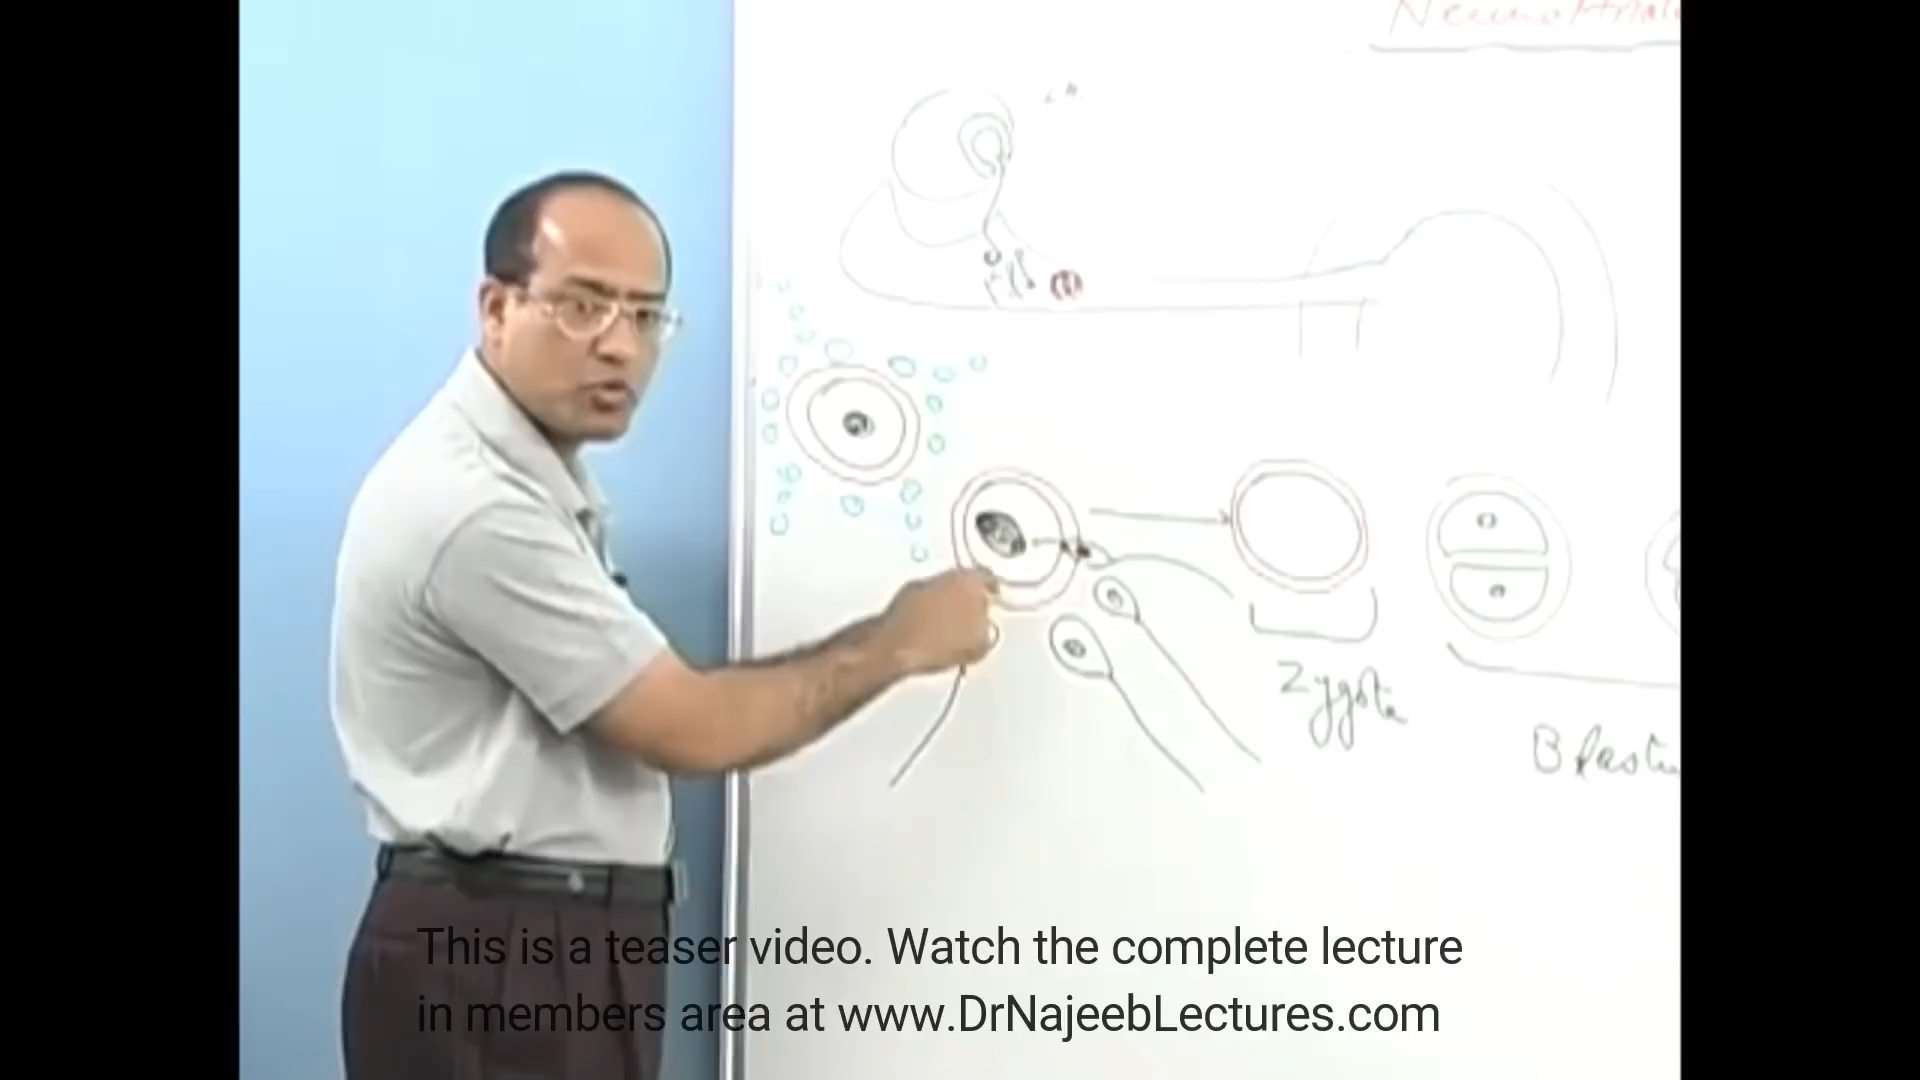 Zygote
This is a teaser video. Watch the complete lecture
in members area at www.DrNajeebLectures.com